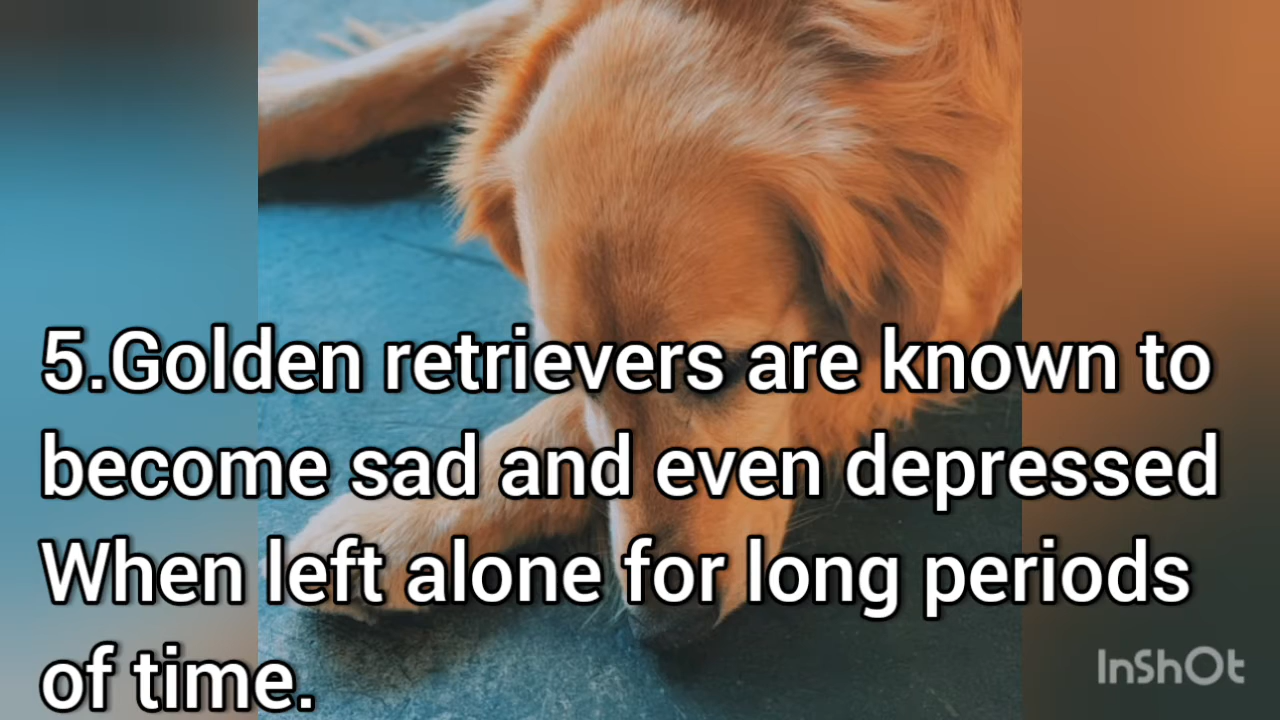 5.Golden retrievers are known to
become sad and even depressed
When left alone for long periods
of time.
InShOt